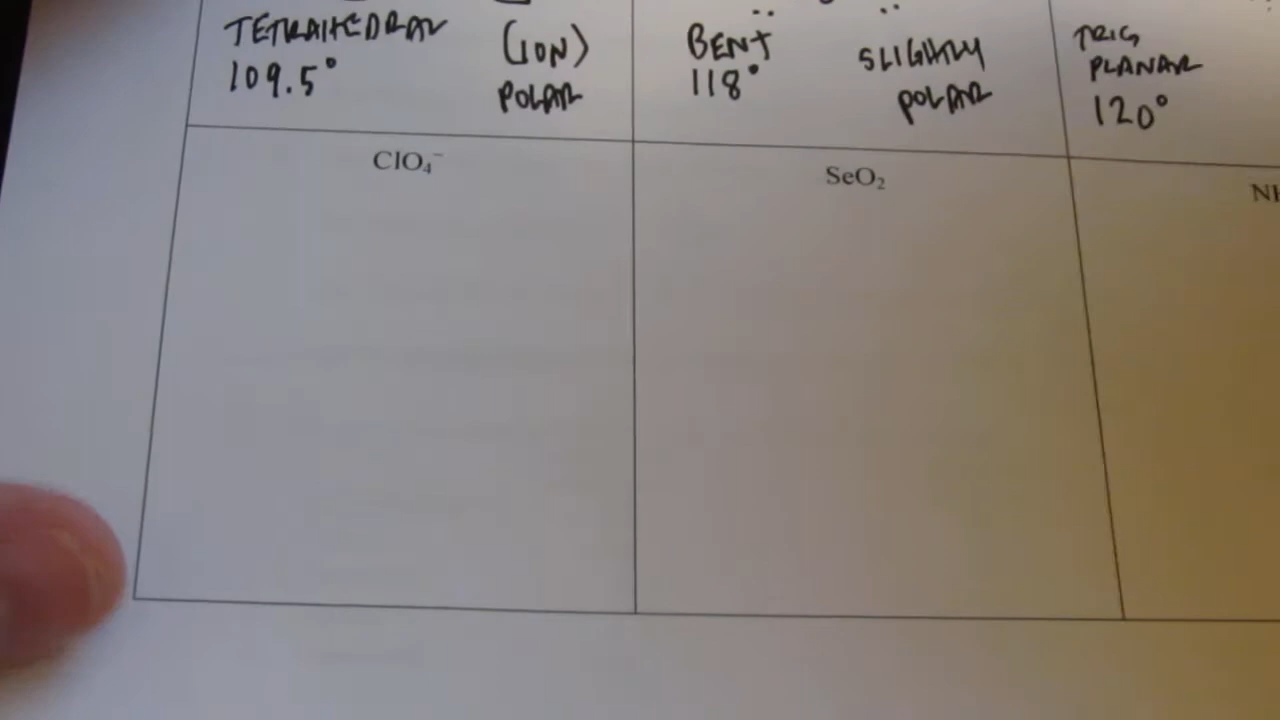 TETRAHEDRAL
109.5°
(ION)
POLAR
BENT
118°
SLIGHTLY
POLAR
TRIG
PLANAR
120°
ClO₄⁻
SeO₂